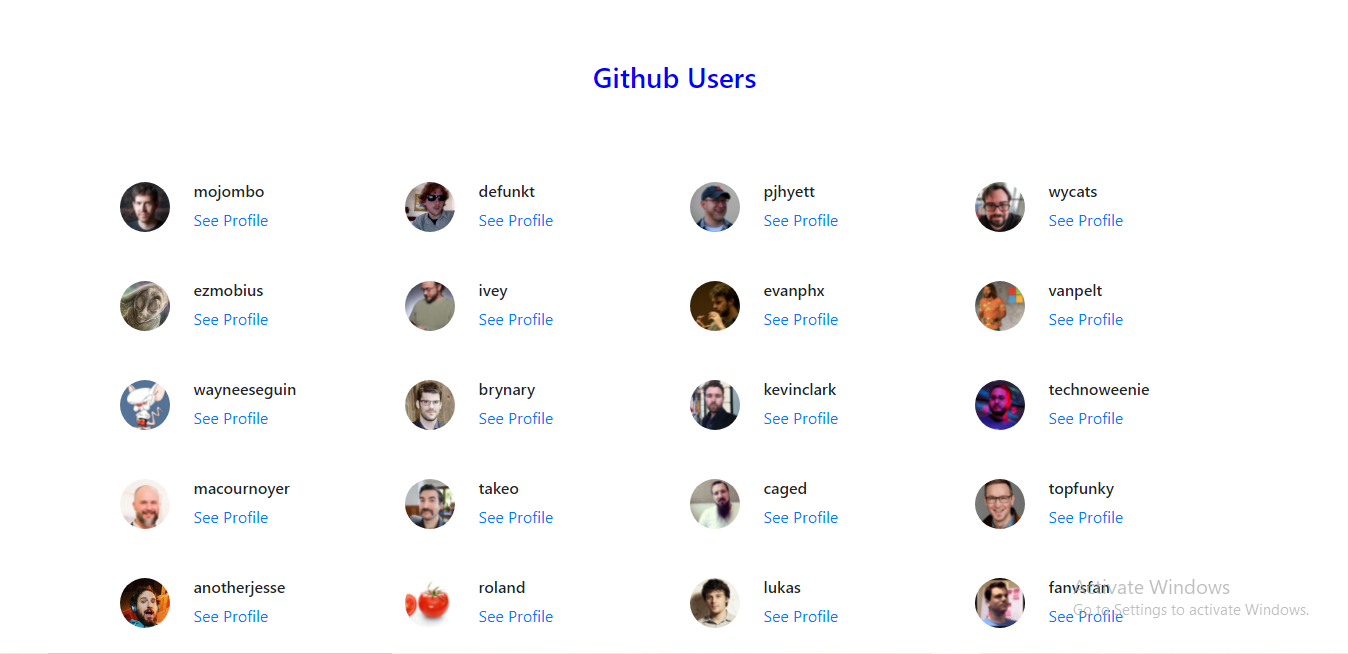 Github Users
mojombo
See Profile
defunkt
See Profile
pjhyett
See Profile
wycats
See Profile
ezmobius
See Profile
ivey
See Profile
evanphx
See Profile
vanpelt
See Profile
wayneeseguin
See Profile
brynary
See Profile
kevinclark
See Profile
technoweenie
See Profile
macournoyer
See Profile
takeo
See Profile
caged
See Profile
topfunky
See Profile
anotherjesse
See Profile
roland
See Profile
lukas
See Profile
fanvsfan
See Profile
Activate Windows
Go to Settings to activate Windows.